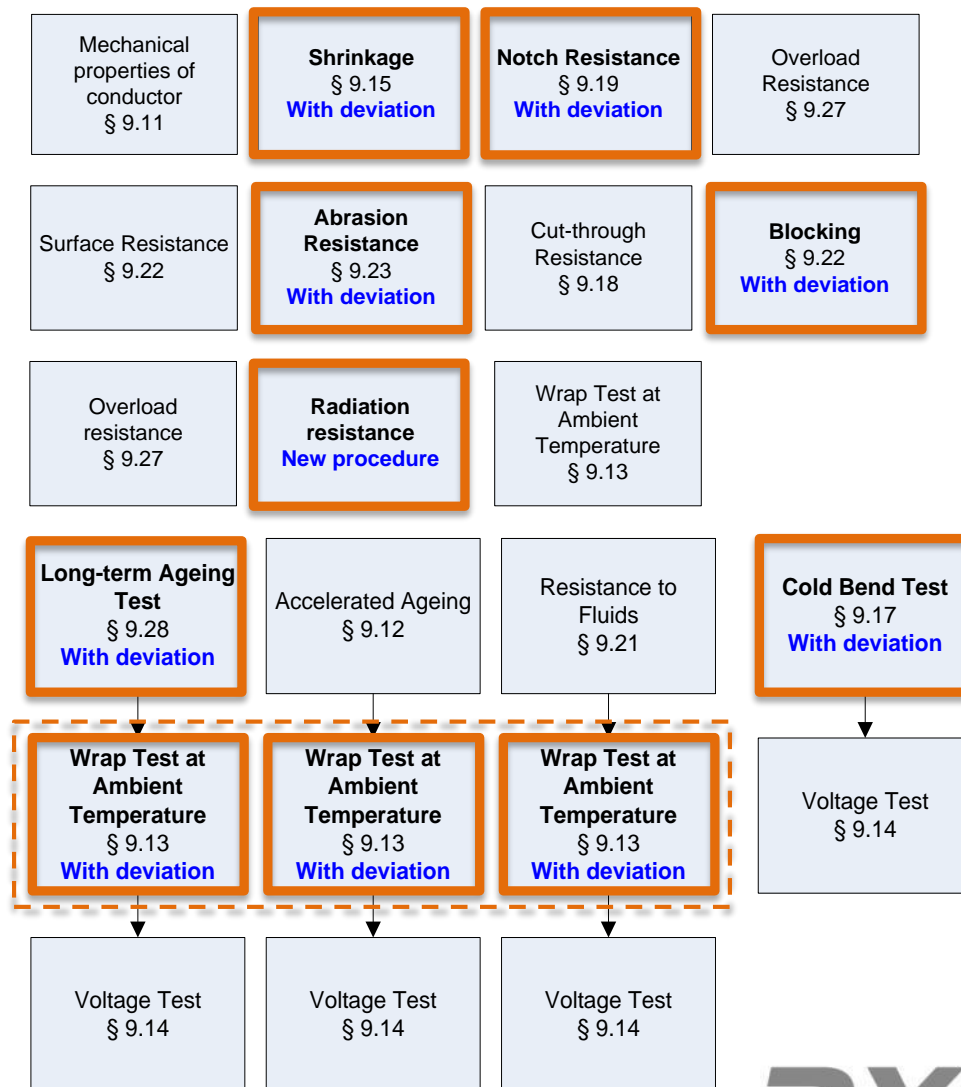 Mechanical
properties of
conductor
§ 9.11
Shrinkage
§ 9.15
With deviation
Notch Resistance
§ 9.19
With deviation
Overload
Resistance
§ 9.27
Surface Resistance
§ 9.22
Abrasion
Resistance
§ 9.23
With deviation
Cut-through
Resistance
§ 9.18
Blocking
§ 9.22
With deviation
Overload
resistance
§ 9.27
Radiation
resistance
New procedure
Wrap Test at
Ambient
Temperature
§ 9.13
Long-term Ageing
Test
§ 9.28
With deviation
Accelerated Ageing
§ 9.12
Resistance to
Fluids
§ 9.21
Cold Bend Test
§ 9.17
With deviation
Wrap Test at
Ambient
Temperature
§ 9.13
With deviation
Wrap Test at
Ambient
Temperature
§ 9.13
With deviation
Wrap Test at
Ambient
Temperature
§ 9.13
With deviation
Voltage Test
§ 9.14
Voltage Test
§ 9.14
Voltage Test
§ 9.14
Voltage Test
§ 9.14